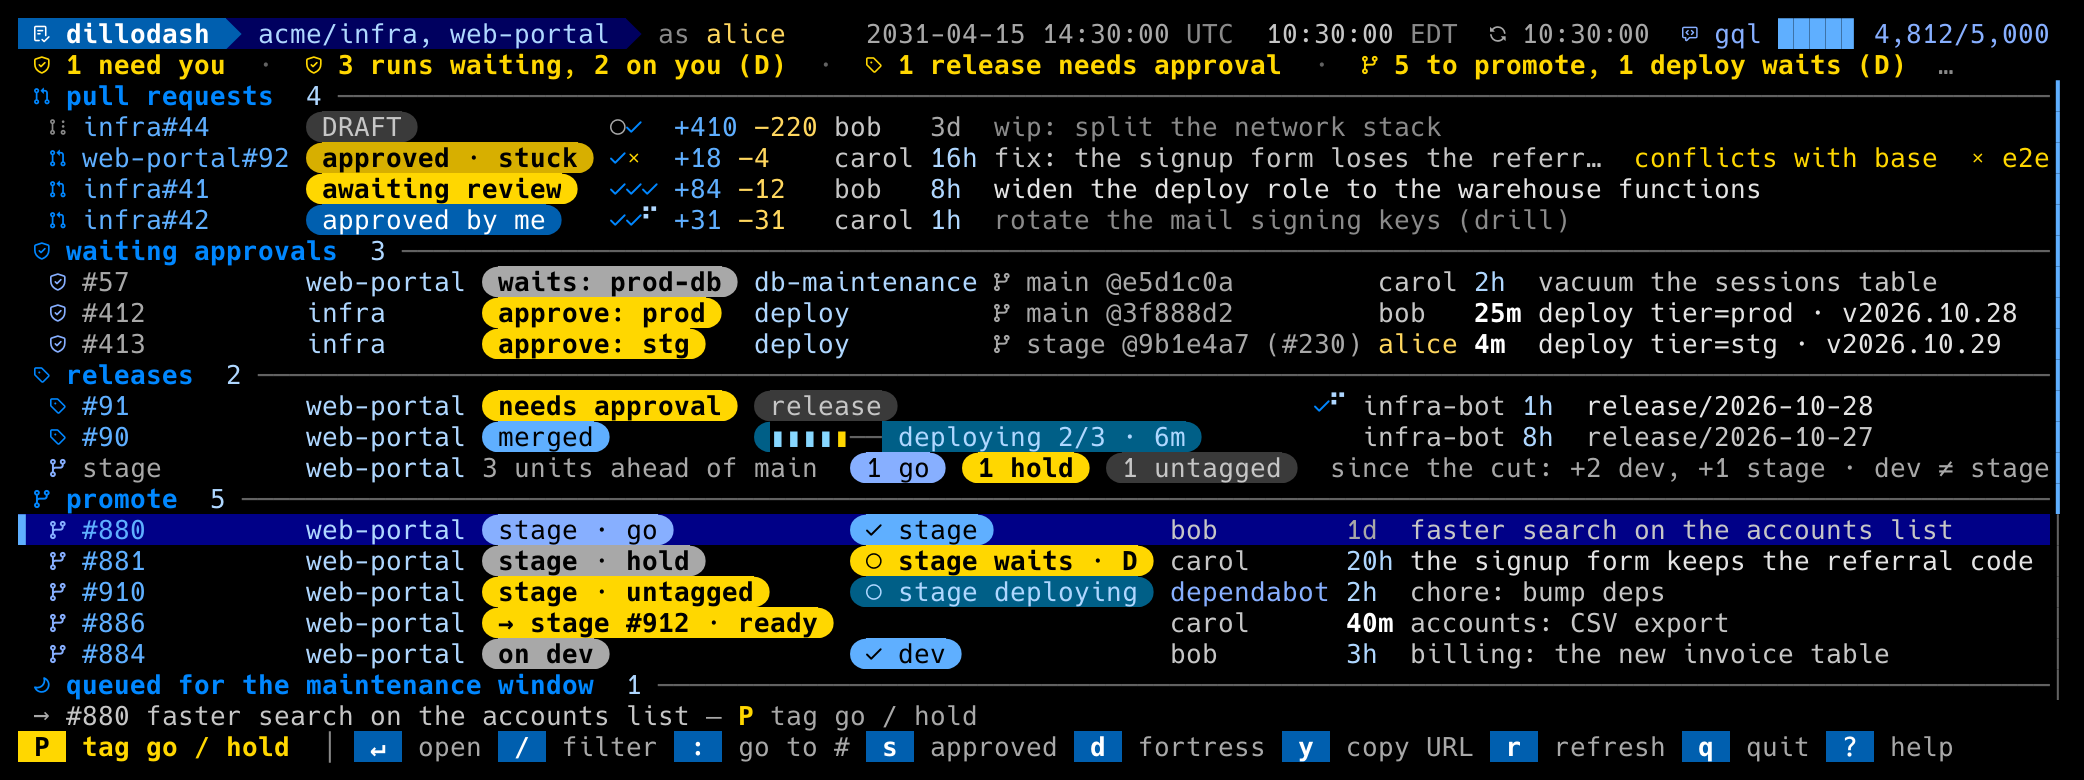 dillodash acme/infra, web-portal as alice 2031-04-15 14:30:00 UTC 10:30:00 EDT 10:30:00 gql 4,812/5,000
1 need you · 3 runs waiting, 2 on you (D) · 1 release needs approval · 5 to promote, 1 deploy waits (D) …
pull requests 4
infra#44 DRAFT ○✓ +410 −220 bob 3d wip: split the network stack
web-portal#92 approved · stuck ✓× +18 −4 carol 16h fix: the signup form loses the referr… conflicts with base × e2e
infra#41 awaiting review ✓✓✓ +84 −12 bob 8h widen the deploy role to the warehouse functions
infra#42 approved by me ✓✓ +31 −31 carol 1h rotate the mail signing keys (drill)
waiting approvals 3
#57 web-portal waits: prod-db db-maintenance main @e5d1c0a carol 2h vacuum the sessions table
#412 infra approve: prod deploy main @3f888d2 bob 25m deploy tier=prod · v2026.10.28
#413 infra approve: stg deploy stage @9b1e4a7 (#230) alice 4m deploy tier=stg · v2026.10.29
releases 2
#91 web-portal needs approval release ✓ infra-bot 1h release/2026-10-28
#90 web-portal merged deploying 2/3 · 6m infra-bot 8h release/2026-10-27
stage web-portal 3 units ahead of main 1 go 1 hold 1 untagged since the cut: +2 dev, +1 stage · dev ≠ stage
promote 5
#880 web-portal stage · go ✓ stage bob 1d faster search on the accounts list
#881 web-portal stage · hold ○ stage waits · D carol 20h the signup form keeps the referral code
#910 web-portal stage · untagged ○ stage deploying dependabot 2h chore: bump deps
#886 web-portal → stage #912 · ready carol 40m accounts: CSV export
#884 web-portal on dev ✓ dev bob 3h billing: the new invoice table
queued for the maintenance window 1
→ #880 faster search on the accounts list — P tag go / hold
P tag go / hold │ ↵ open / filter : go to # s approved d fortress y copy URL r refresh q quit ? help